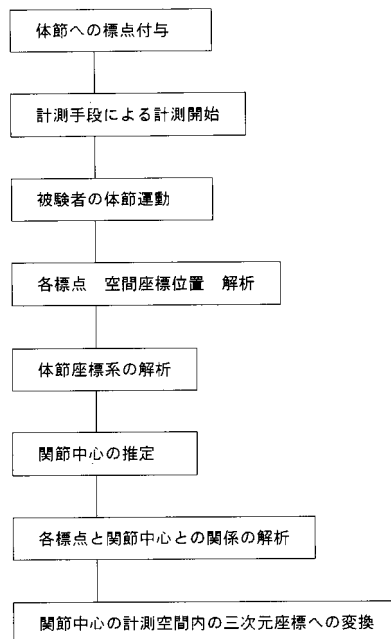 体節への標点付与
計測手段による計測開始
被験者の体節運動
各標点 空間座標位置 解析
体節座標系の解析
関節中心の推定
各標点と関節中心との関係の解析
関節中心の計測空間内の三次元座標への変換